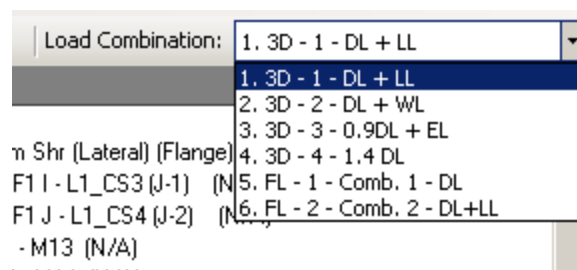 Load Combination: 1. 3D - 1 - DL + LL
1. 3D - 1 - DL + LL
2. 3D - 2 - DL + WL
3. 3D - 3 - 0.9DL + EL
4. 3D - 4 - 1.4 DL
5. FL - 1 - Comb. 1 - DL
6. FL - 2 - Comb. 2 - DL+LL
Shr (Lateral) (Flange)
F1 I - L1_CS3 (J-1)
F1 J - L1_CS4 (J-2)
- M13 (N/A)